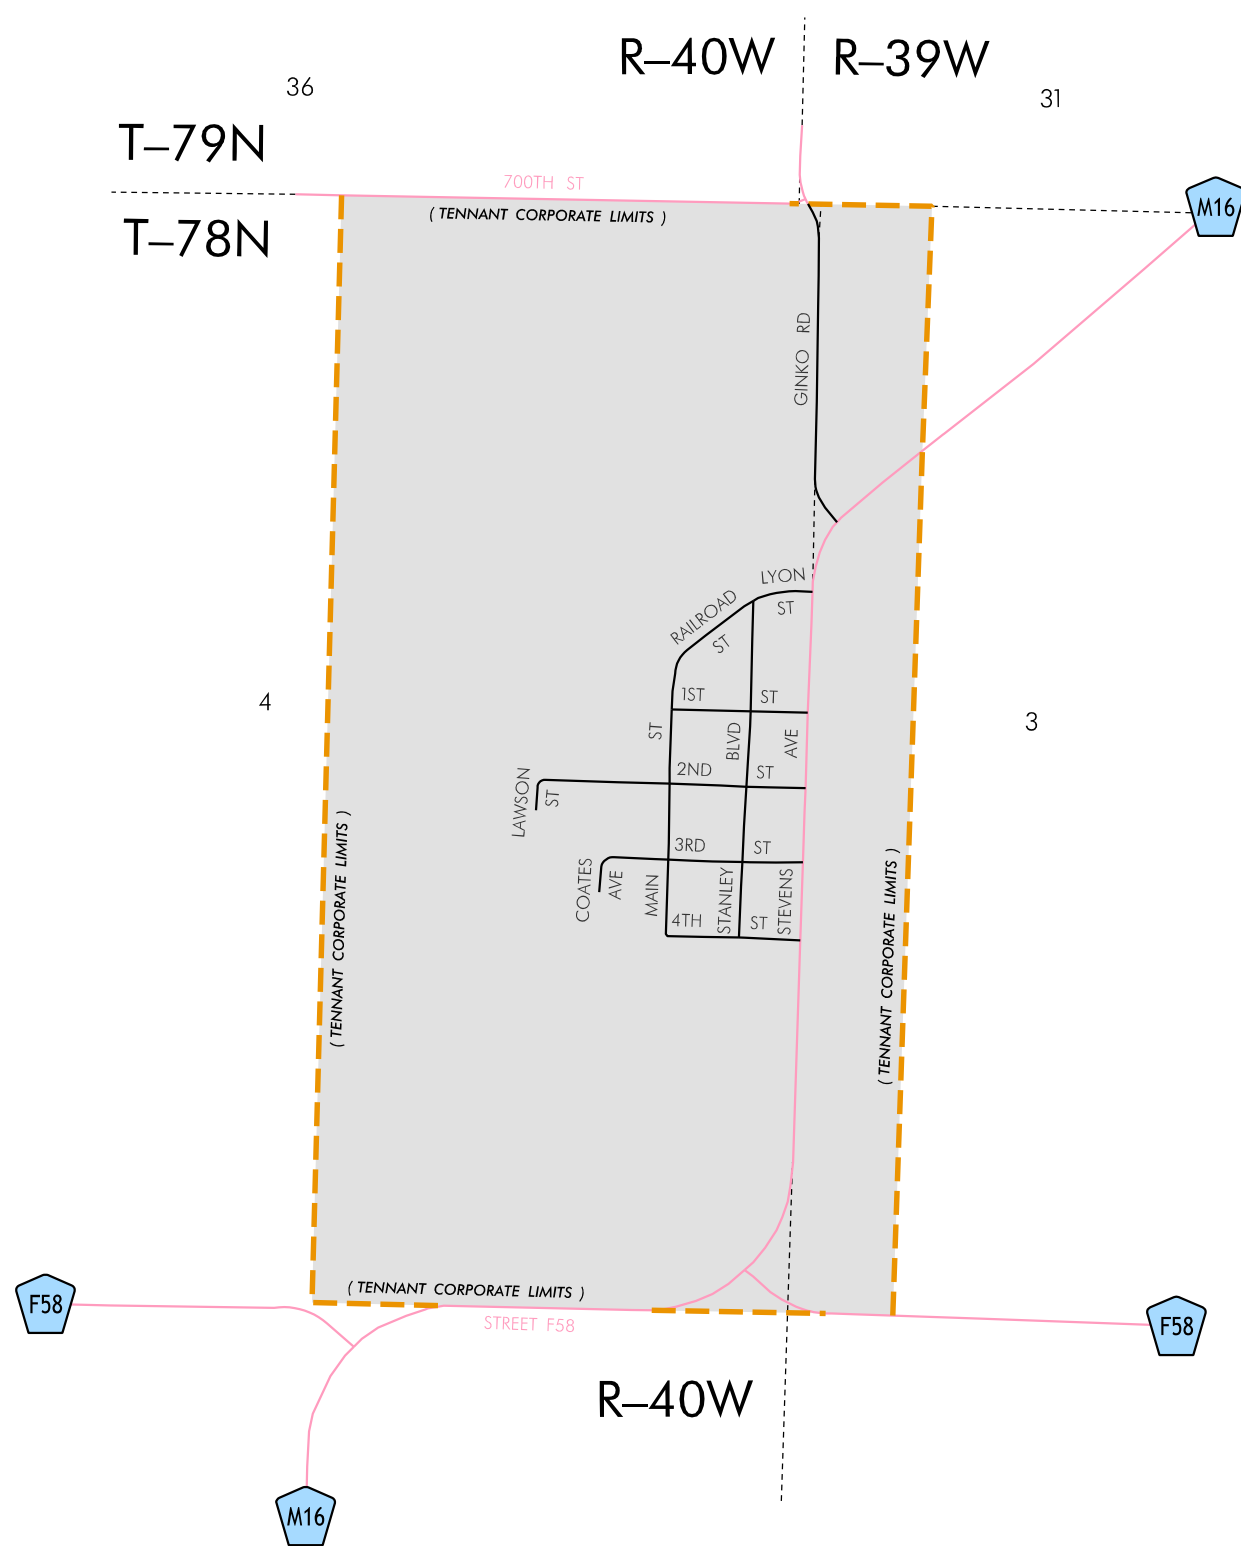 R–40W
R–39W
36
31
T–79N
700TH ST
( TENNANT CORPORATE LIMITS )
M16
T–78N
GINKO RD
LYON ST
RAILROAD ST
1ST ST
4
3
MAIN ST
STANLEY BLVD
STEVENS AVE
2ND ST
LAWSON ST
3RD ST
COATES AVE
4TH ST
( TENNANT CORPORATE LIMITS )
( TENNANT CORPORATE LIMITS )
( TENNANT CORPORATE LIMITS )
F58
STREET F58
F58
R–40W
M16